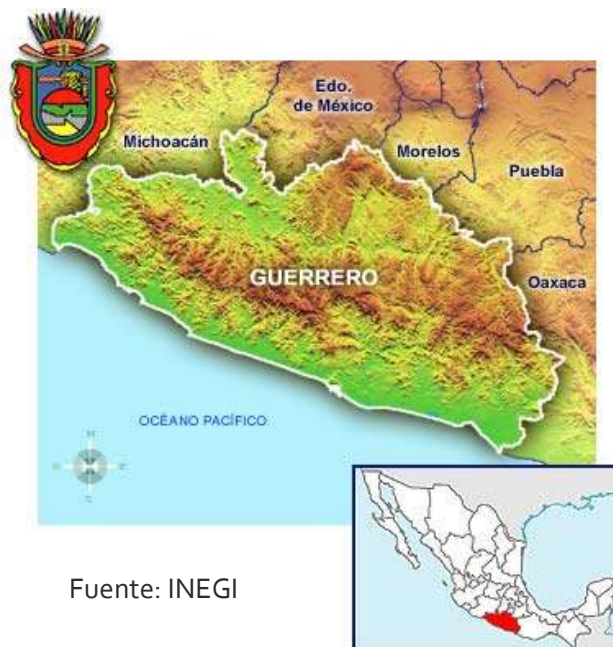 Edo.
de México
Michoacán
Morelos
Puebla
GUERRERO
Oaxaca
OCÉANO PACÍFICO
N
S
Fuente: INEGI